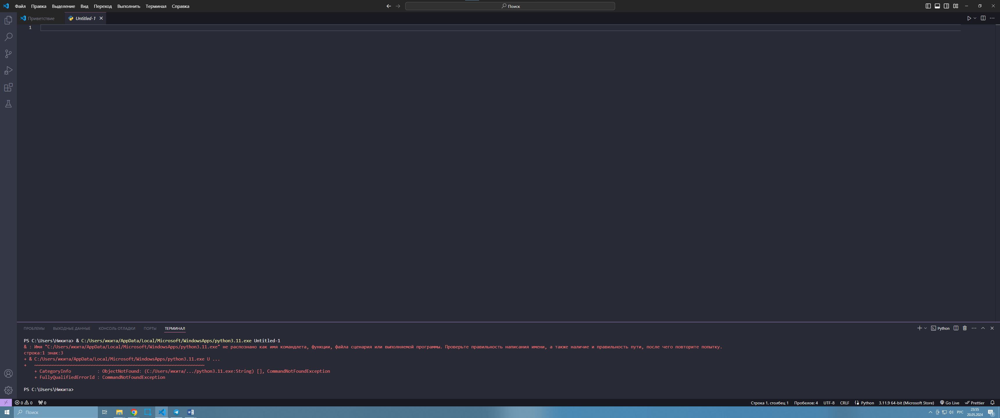 Файл Правка Выделение Вид Переход Выполнить Терминал Справка
Поиск
Приветствие Untitled-1
1
ПРОБЛЕМЫ ВЫХОДНЫЕ ДАННЫЕ КОНСОЛЬ ОТЛАДКИ ПОРТЫ ТЕРМИНАЛ
Python
PS C:\Users\Никита> & C:/Users/икита/AppData/Local/Microsoft/WindowsApps/python3.11.exe Untitled-1
& : Имя "C:/Users/икита/AppData/Local/Microsoft/WindowsApps/python3.11.exe" не распознано как имя командлета, функции, файла сценария или выполняемой программы. Проверьте правильность написания имени, а также наличие и правильность пути, после чего повторите попытку.
строка:1 знак:3
+ & C:/Users/икита/AppData/Local/Microsoft/WindowsApps/python3.11.exe U ...
+   ~~~~~~~~~~~~~~~~~~~~~~~~~~~~~~~~~~~~~~~~~~~~~~~~~~~~~~~~~~~~~~~~~
    + CategoryInfo          : ObjectNotFound: (C:/Users/икита/.../python3.11.exe:String) [], CommandNotFoundException
    + FullyQualifiedErrorId : CommandNotFoundException
PS C:\Users\Никита>
0 0 0
Строка 1, столбец 1 Пробелов: 4 UTF-8 CRLF Python 3.11.9 64-bit (Microsoft Store) Go Live Prettier
Поиск
РУС
23:55
20.05.2024
3